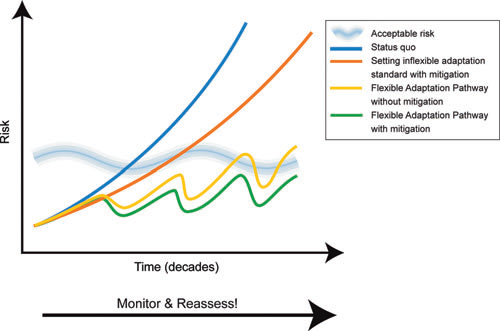 Acceptable risk
Status quo
Setting inflexible adaptation
standard with mitigation
Flexible Adaptation Pathway
without mitigation
Flexible Adaptation Pathway
with mitigation
Risk
Time (decades)
Monitor & Reassess!